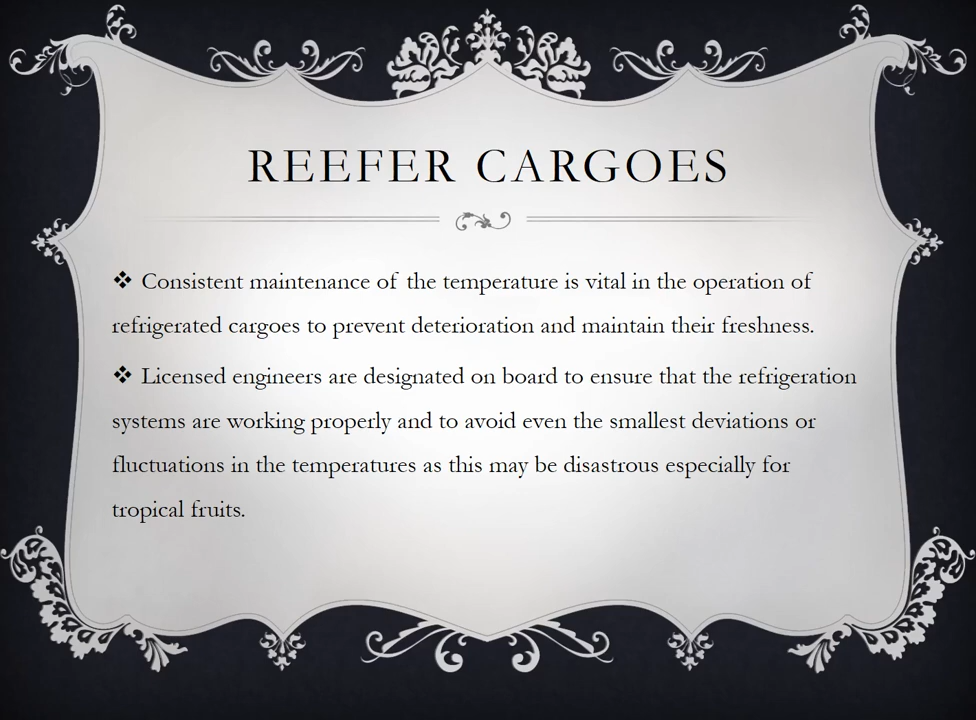 REEFER CARGOES
❖ Consistent maintenance of the temperature is vital in the operation of
refrigerated cargoes to prevent deterioration and maintain their freshness.
❖ Licensed engineers are designated on board to ensure that the refrigeration
systems are working properly and to avoid even the smallest deviations or
fluctuations in the temperatures as this may be disastrous especially for
tropical fruits.